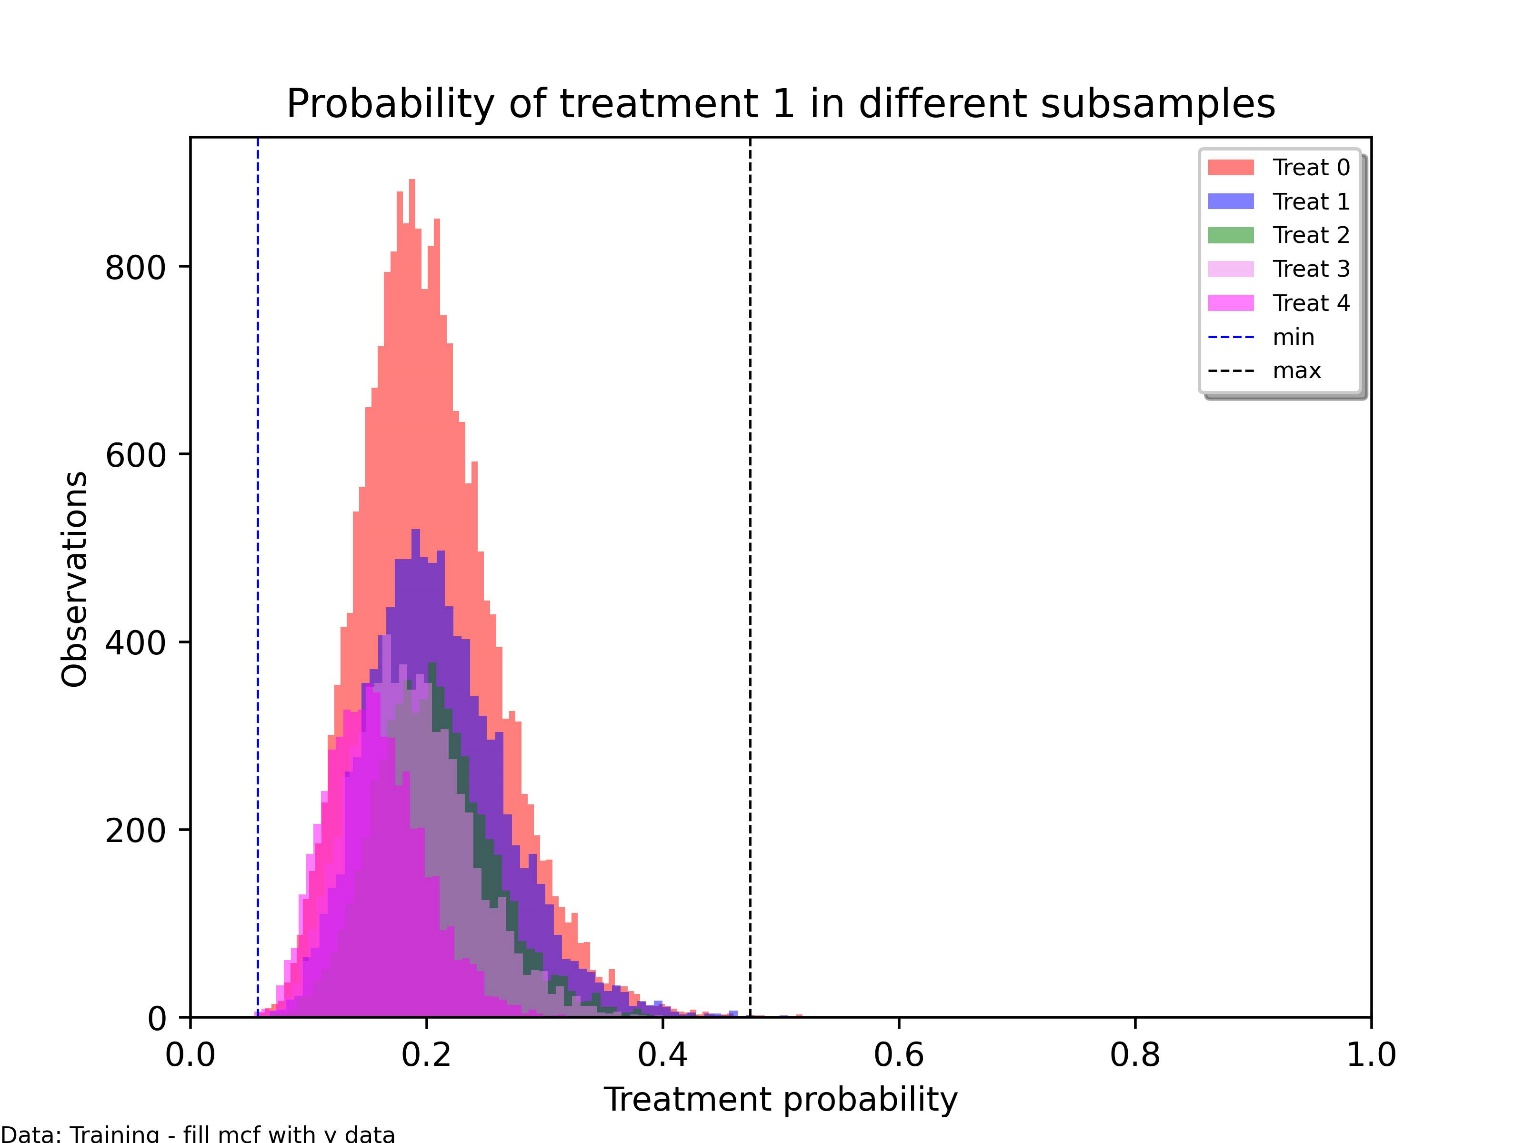 Probability of treatment 1 in different subsamples
Treat 0
Treat 1
Treat 2
Treat 3
Treat 4
min
max
Observations
800
600
400
200
0
0.0 0.2 0.4 0.6 0.8 1.0
Treatment probability
Data: Training - fill mcf with y data